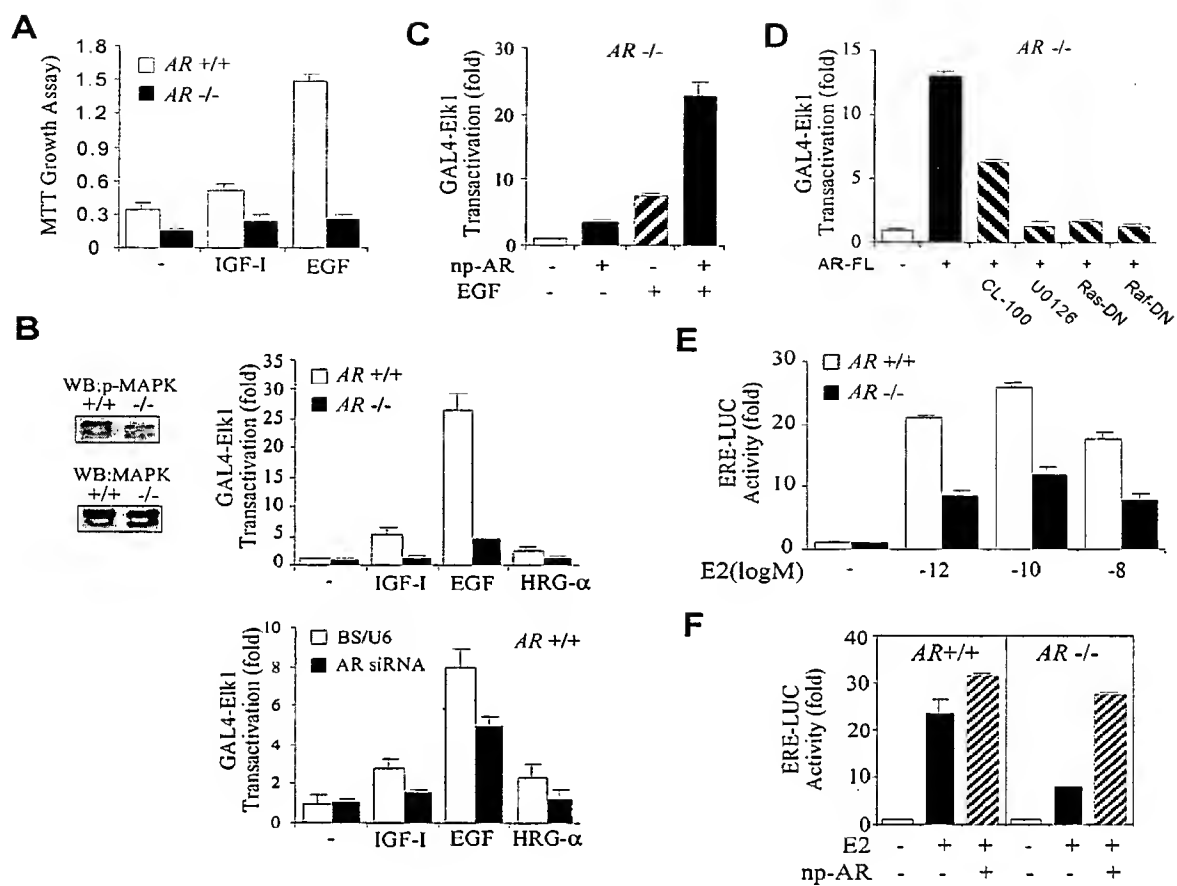 A
MTT Growth Assay)
1.8
1.5
1.2
0.9
0.6
0.3
0
AR +/+
AR -/-
-
IGF-I
EGF
C
GAL4-Elk1
Transactivation (fold)
30
20
10
0
AR -/-
np-AR - + - +
EGF - - + +
D
GAL4-Elk1
Transactivation (fold)
15
10
5
0
AR -/-
AR-FL - + + + + +
CL-100
U0126
Ras-DN
Raf-DN
B
WB:p-MAPK
+/+ -/-
WB:MAPK
+/+ -/-
GAL4-Elk1
Transactivation (fold)
35
30
25
20
15
10
5
0
AR +/+
AR -/-
- IGF-I EGF HRG-α
GAL4-Elk1
Transactivation (fold)
10
8
6
4
2
0
BS/U6
AR siRNA
AR +/+
- IGF-I EGF HRG-α
E
ERE-LUC
Activity (fold)
30
20
10
0
AR +/+
AR -/-
E2(logM) - -12 -10 -8
F
ERE-LUC
Activity (fold)
40
30
20
10
0
AR+/+
AR -/-
E2 - + + - + +
np-AR - - + - - +